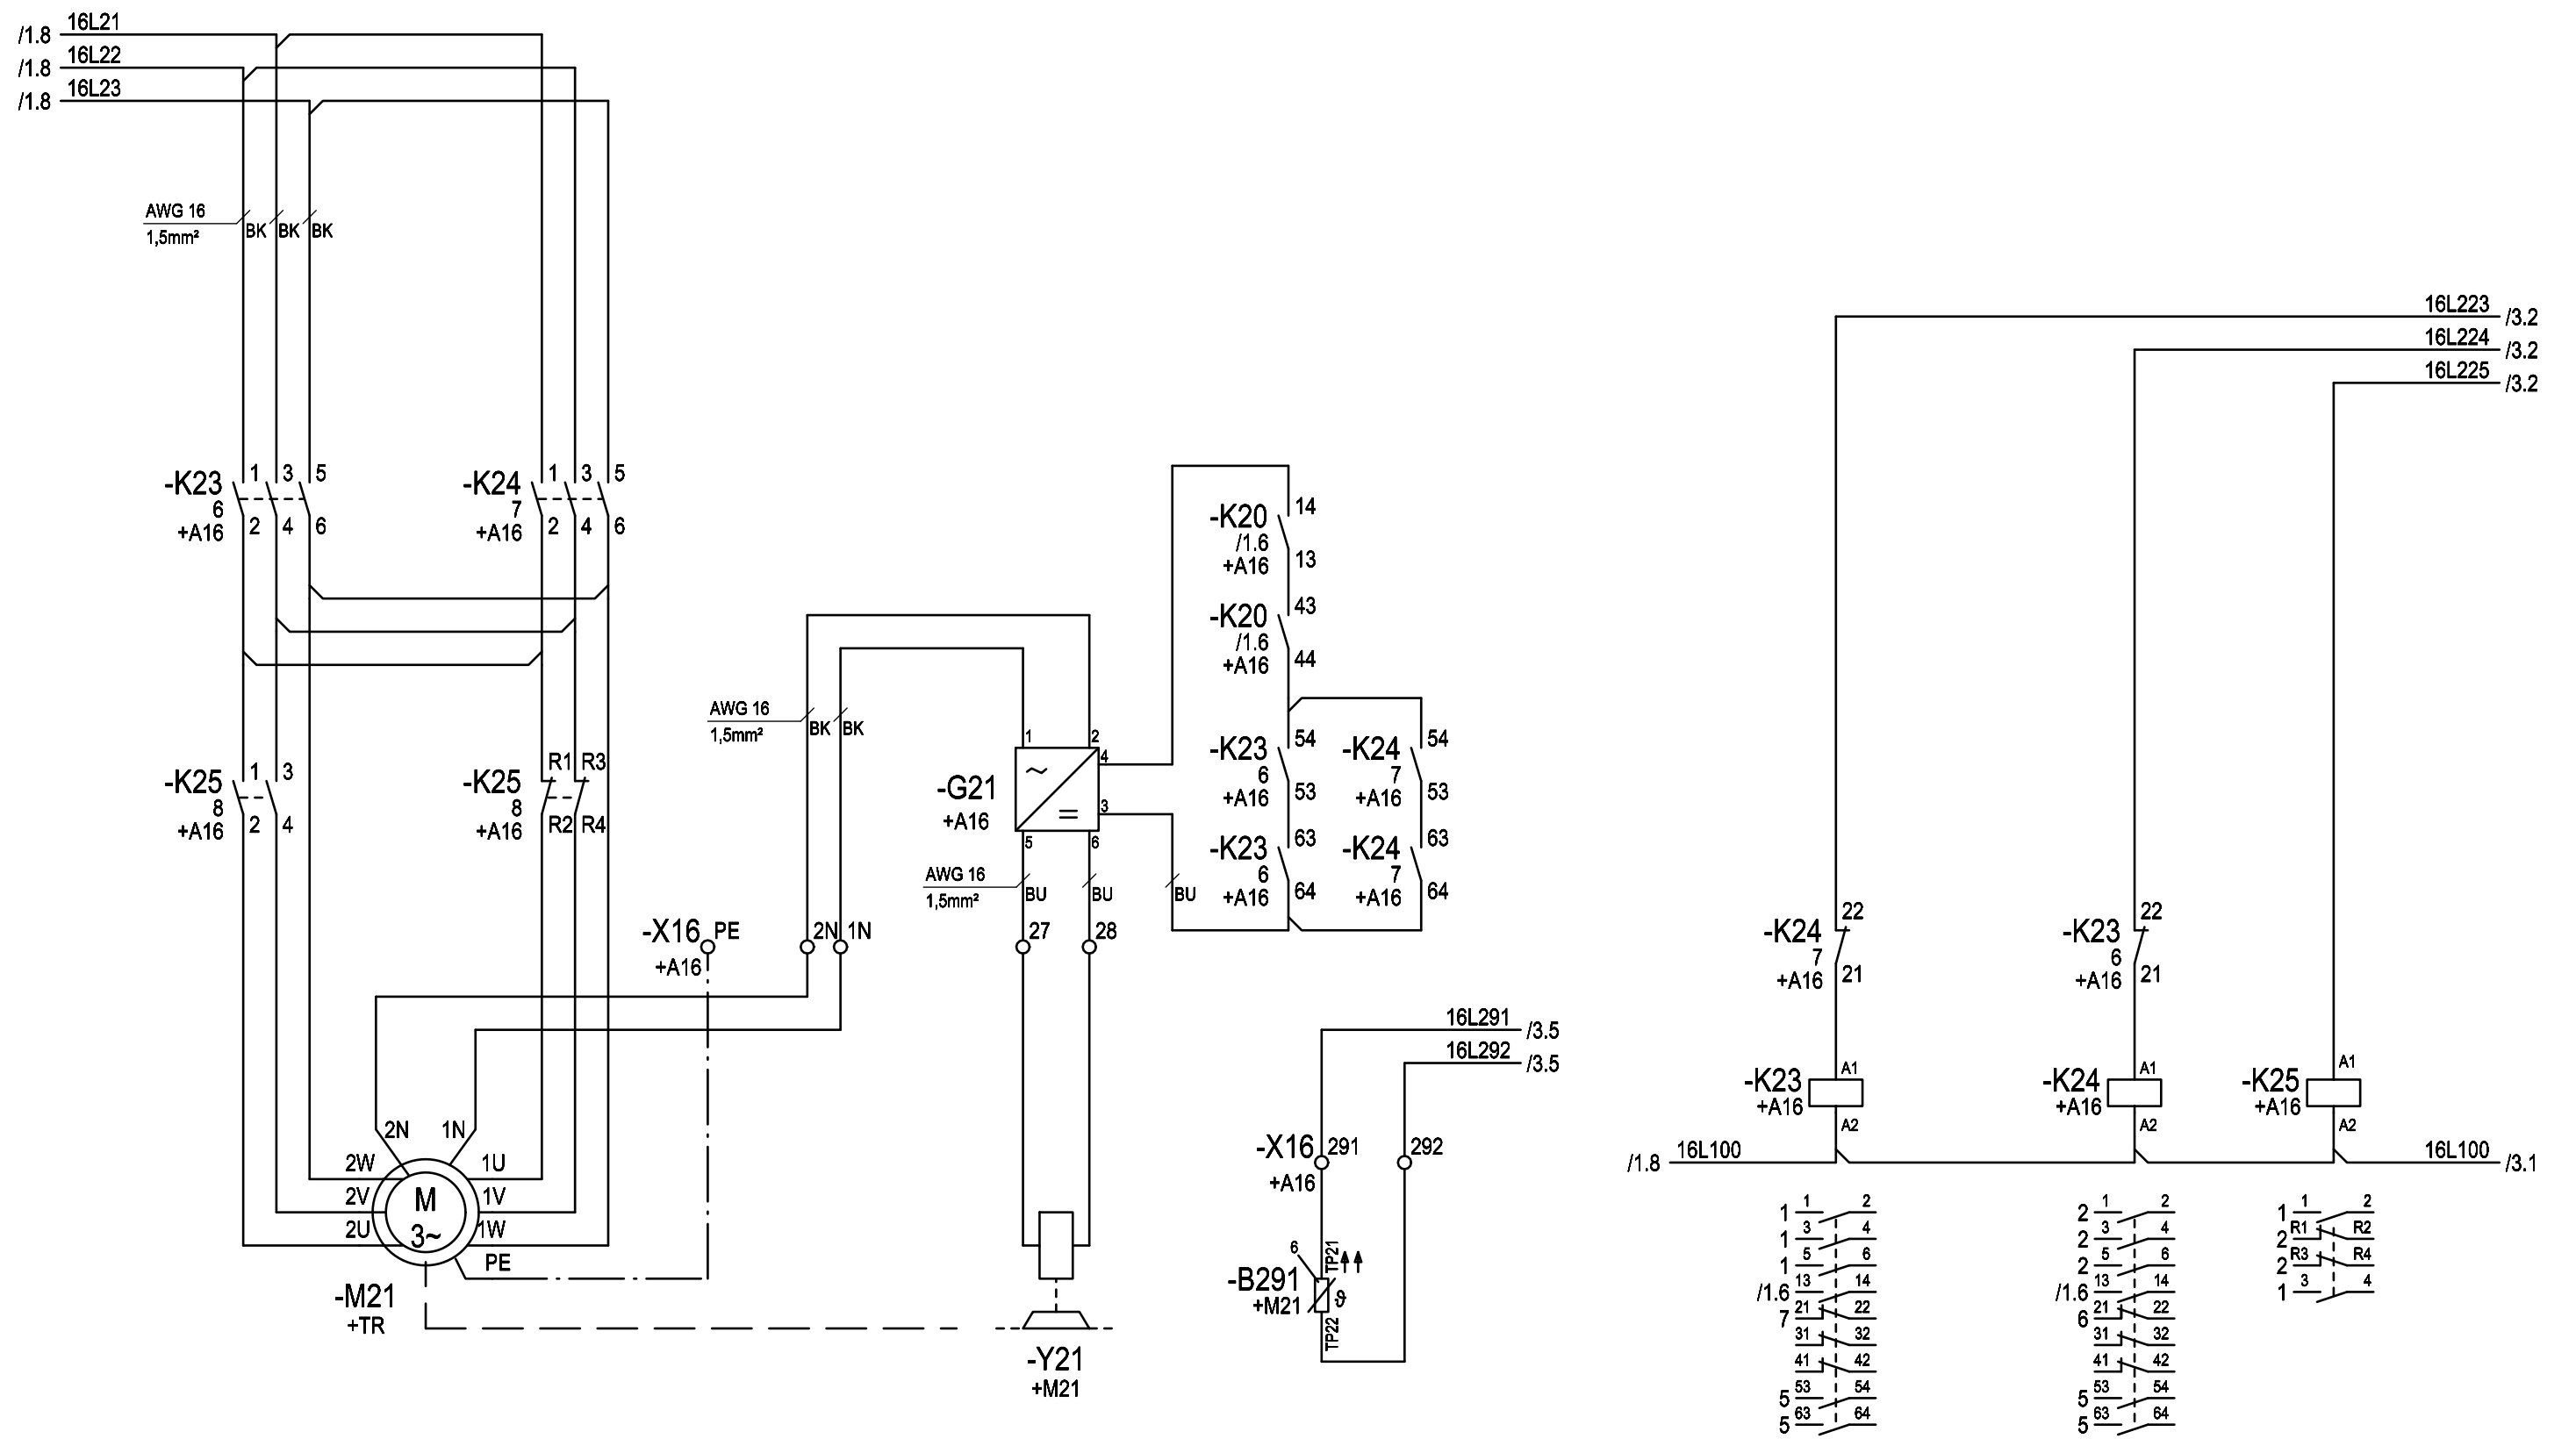 /1.8 16L21
/1.8 16L22
/1.8 16L23
AWG 16
1,5mm²
BK BK BK
16L223 /3.2
16L224 /3.2
16L225 /3.2
-K23
6
+A16
1 3 5
2 4 6
-K24
7
+A16
1 3 5
2 4 6
-K20
/1.6
+A16
14
13
-K20
/1.6
+A16
43
44
-K23
6
+A16
54
53
-K24
7
+A16
54
53
-K23
6
+A16
63
64
-K24
7
+A16
63
64
-K25
8
+A16
1 3
2 4
-K25
8
+A16
R1 R3
R2 R4
AWG 16
1,5mm²
BK BK
-G21
+A16
~
=
1 2
4
3
5 6
AWG 16
1,5mm²
BU BU BU
-X16 PE 2N 1N 27 28
+A16
-K24
7
+A16
22
21
-K23
6
+A16
22
21
16L291 /3.5
16L292 /3.5
-K23
+A16
A1
A2
-K24
+A16
A1
A2
-K25
+A16
A1
A2
/1.8 16L100 16L100 /3.1
2N 1N
2W 1U
2V 1V
2U 1W
PE
M
3~
-M21
+TR
-Y21
+M21
-X16 291 292
+A16
-B291
+M21
6
TP21
TP22
ϑ
1 1 2
1 3 4
1 5 6
/1.6 13 14
7 21 22
31 32
41 42
5 53 54
5 63 64
2 1 2
2 3 4
2 5 6
/1.6 13 14
6 21 22
31 32
41 42
5 53 54
5 63 64
1 1 2
2 R1 R2
2 R3 R4
1 3 4